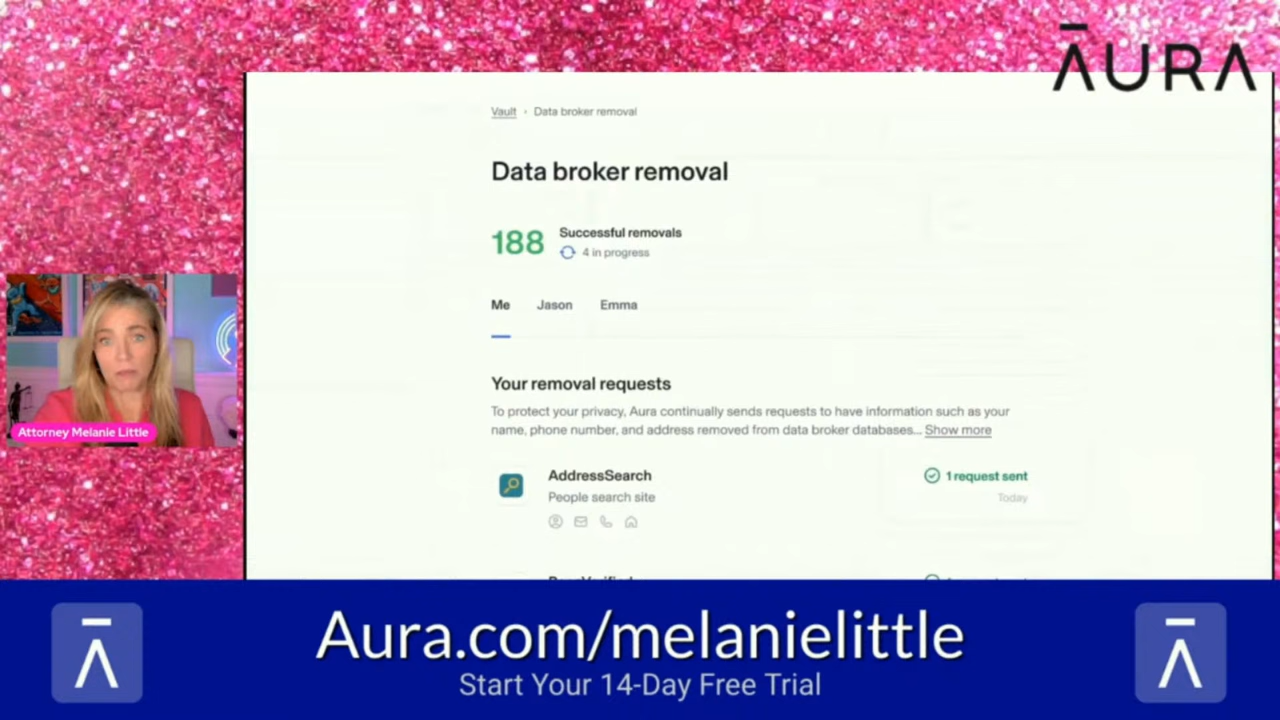 ĀURA
Vault › Data broker removal
Data broker removal
188
Successful removals
4 in progress
Me Jason Emma
Your removal requests
To protect your privacy, Aura continually sends requests to have information such as your
name, phone number, and address removed from data broker databases... Show more
AddressSearch
1 request sent
People search site
Today
Attorney Melanie Little
Aura.com/melanielittle
Start Your 14-Day Free Trial